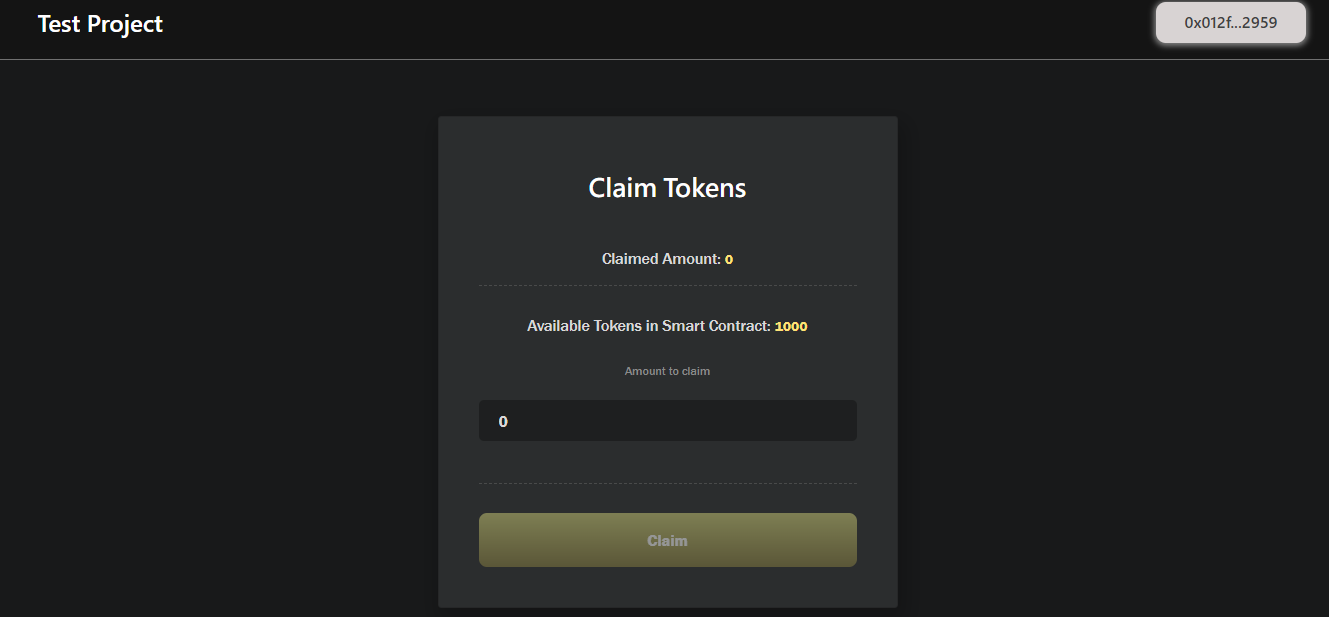 Test Project
0x012f...2959
Claim Tokens
Claimed Amount: 0
Available Tokens in Smart Contract: 1000
Amount to claim
0
Claim